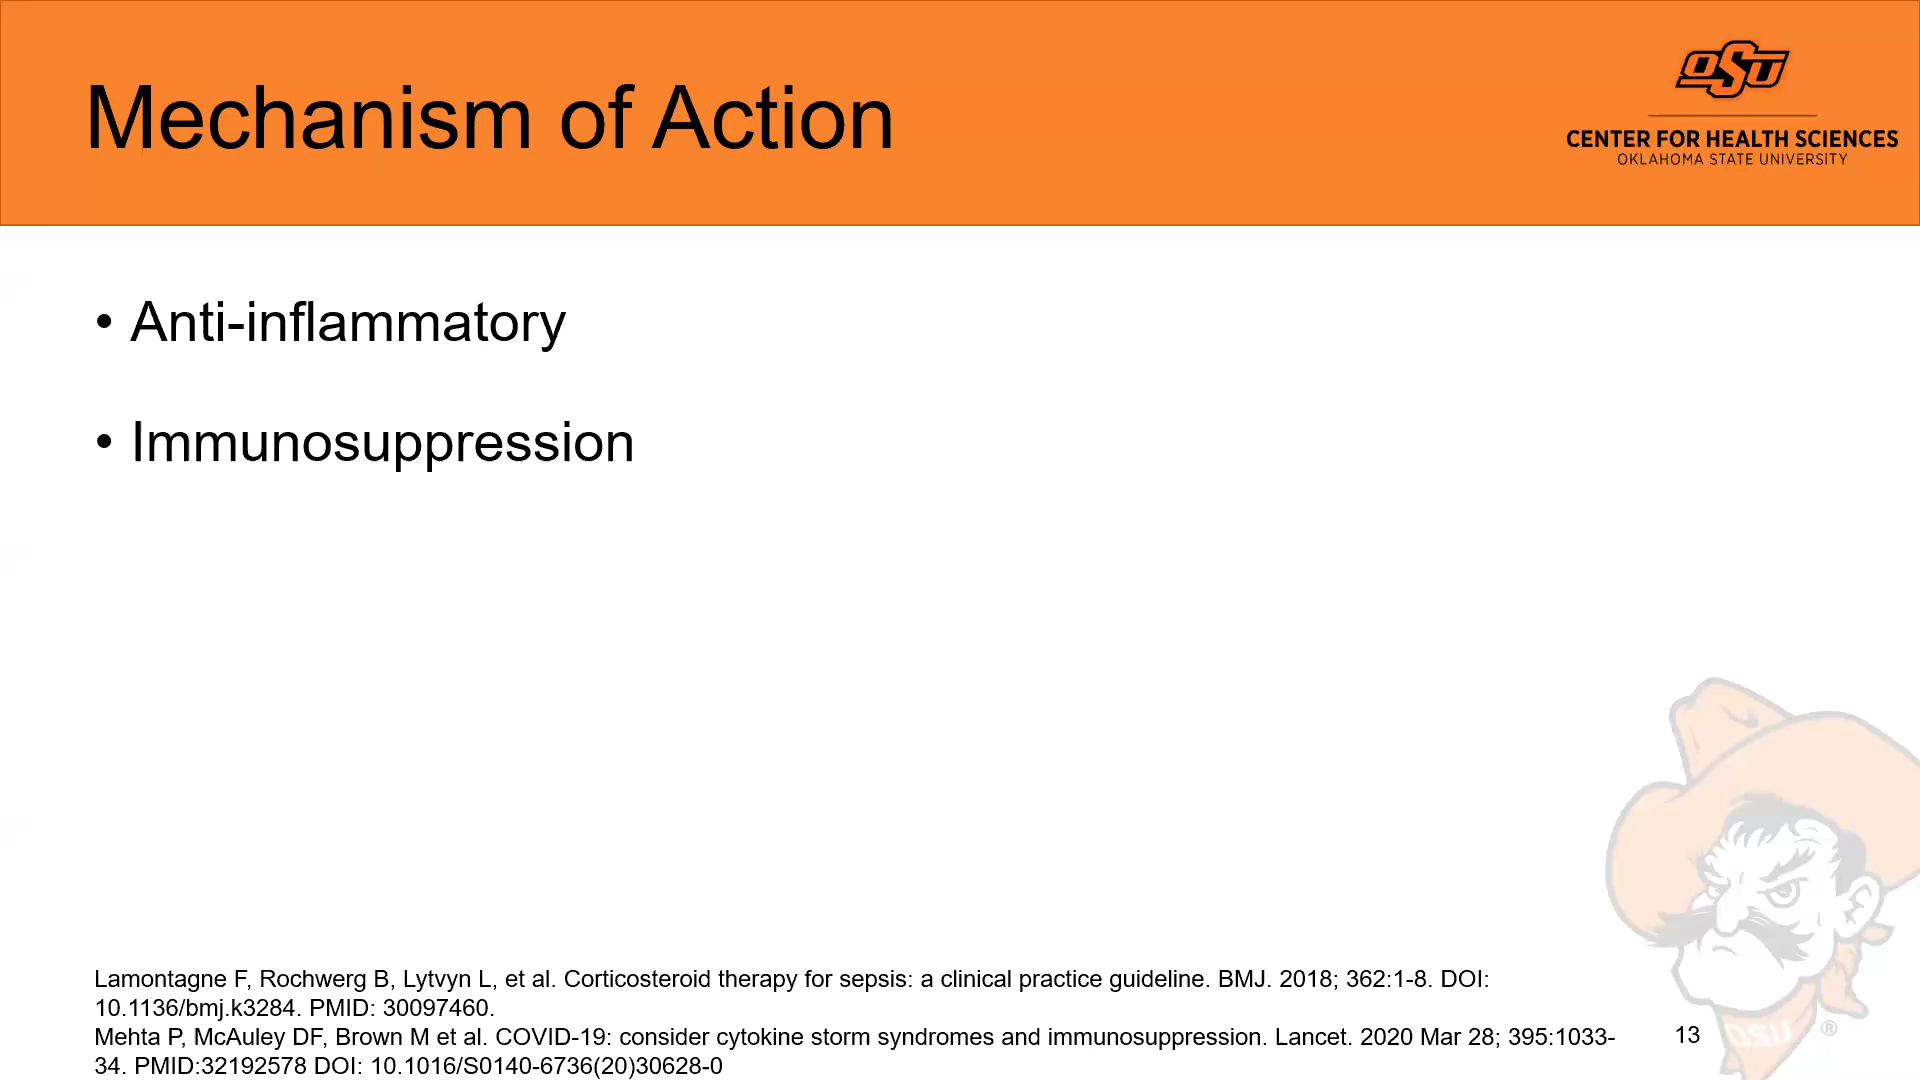 Mechanism of Action
OSU
CENTER FOR HEALTH SCIENCES
OKLAHOMA STATE UNIVERSITY
• Anti-inflammatory
• Immunosuppression
Lamontagne F, Rochwerg B, Lytvyn L, et al. Corticosteroid therapy for sepsis: a clinical practice guideline. BMJ. 2018; 362:1-8. DOI:
10.1136/bmj.k3284. PMID: 30097460.
Mehta P, McAuley DF, Brown M et al. COVID-19: consider cytokine storm syndromes and immunosuppression. Lancet. 2020 Mar 28; 395:1033-
34. PMID:32192578 DOI: 10.1016/S0140-6736(20)30628-0
13
OSU
®